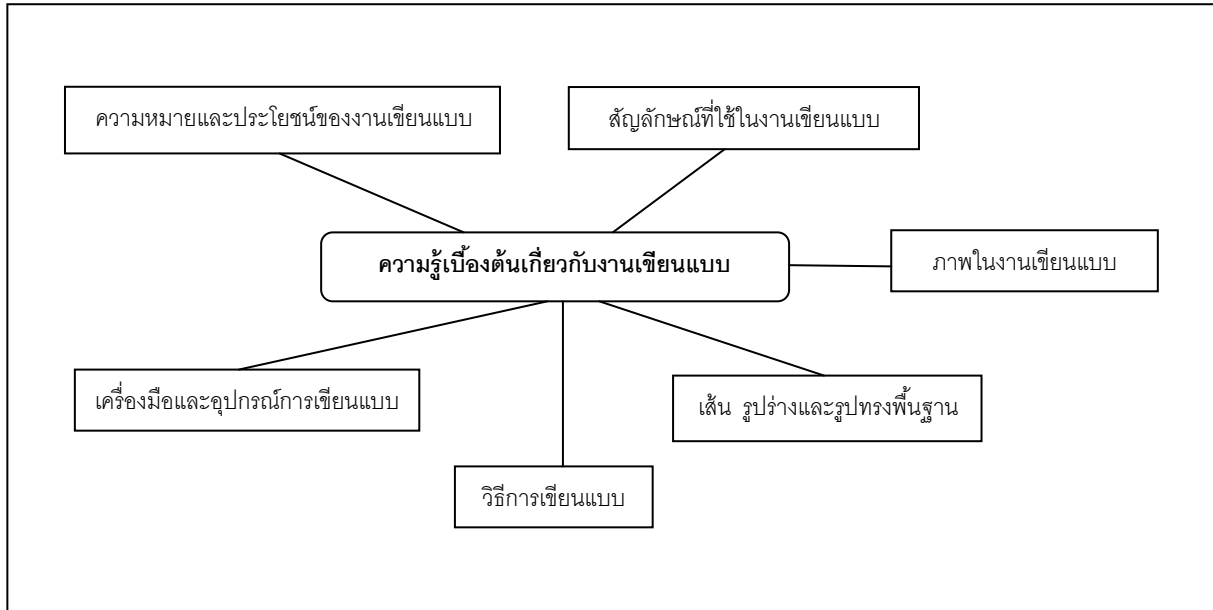 ความหมายและประโยชน์ของงานเขียนแบบ
สัญลักษณ์ที่ใช้ในงานเขียนแบบ
ความรู้เบื้องต้นเกี่ยวกับงานเขียนแบบ
ภาพในงานเขียนแบบ
เครื่องมือและอุปกรณ์การเขียนแบบ
เส้น รูปร่างและรูปทรงพื้นฐาน
วิธีการเขียนแบบ